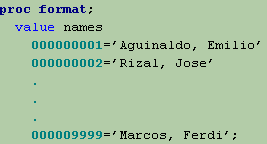 proc format;
value names
000000001=’Aguinaldo, Emilio’
000000002=’Rizal, Jose’
.
.
.
000009999=’Marcos, Ferdi’;